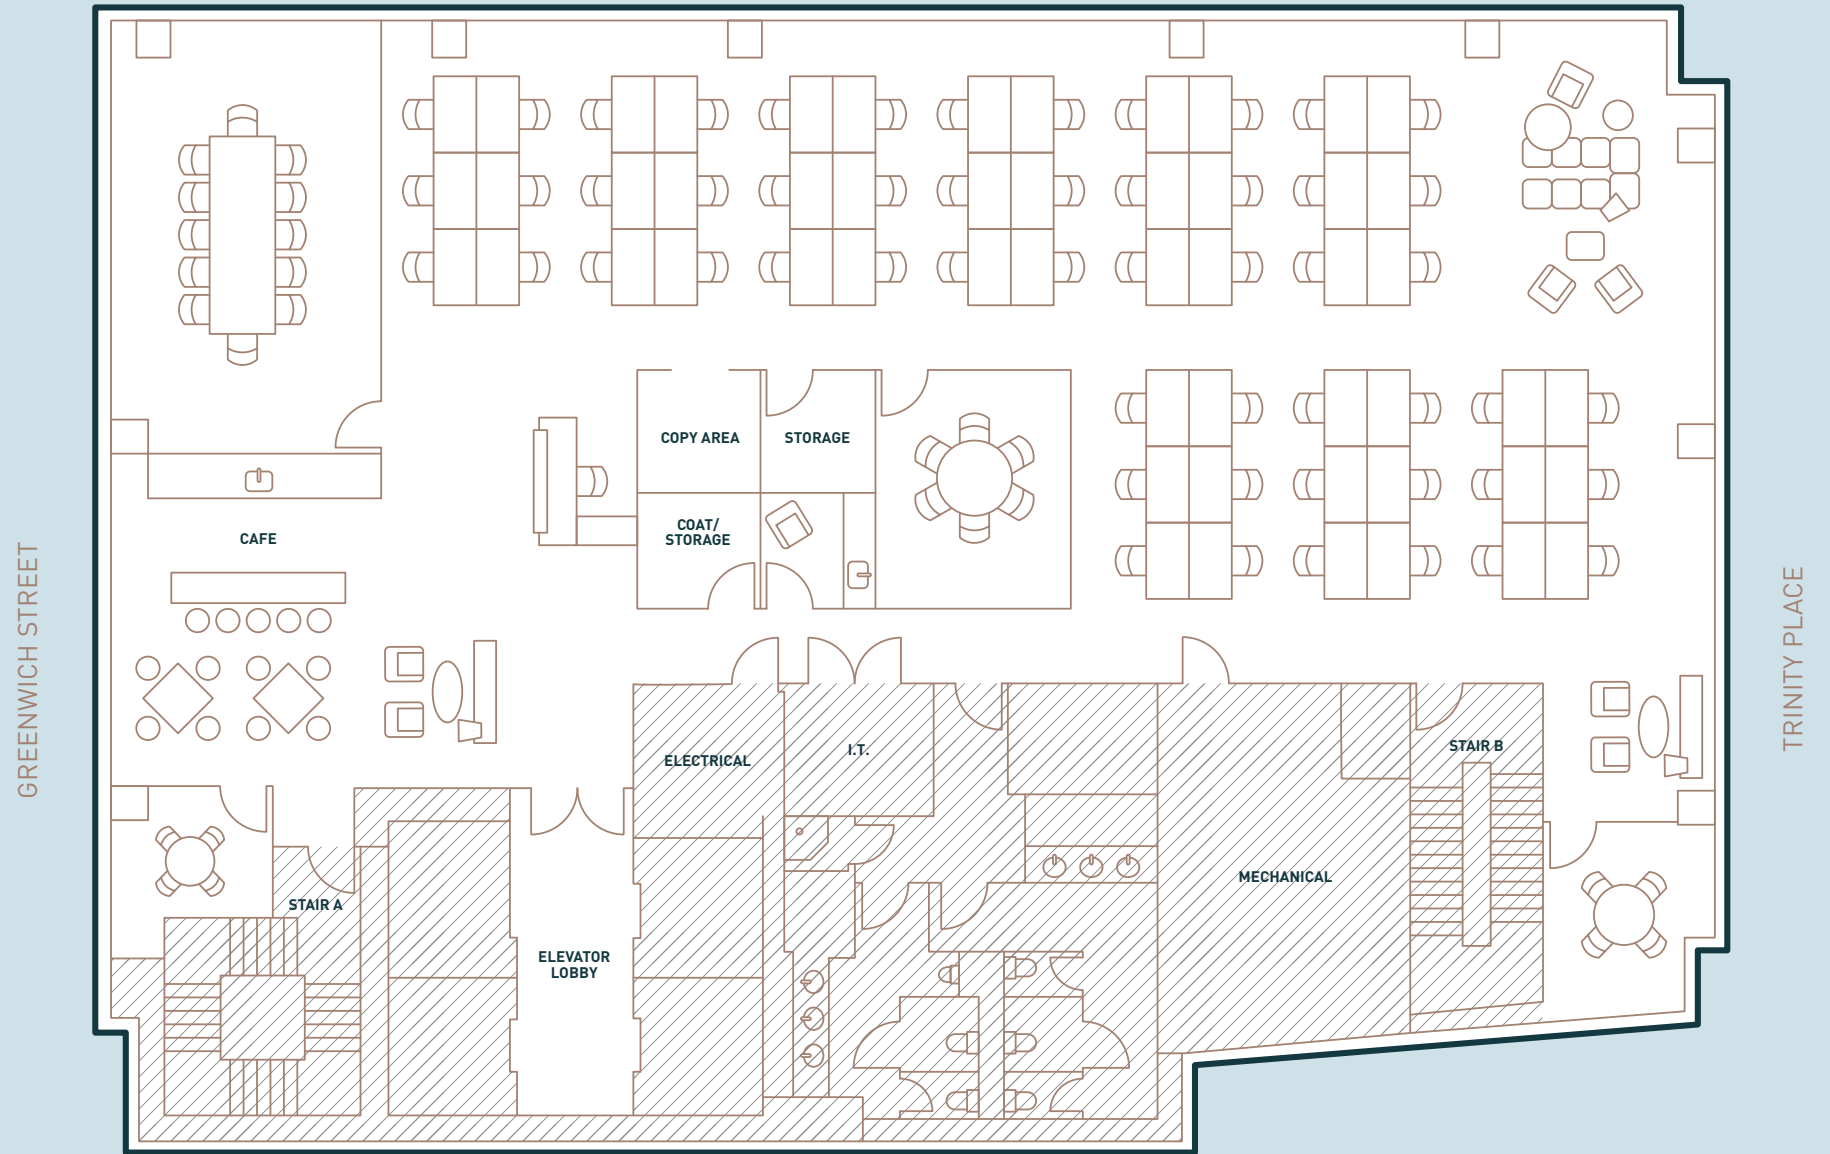 COPY AREA
STORAGE
COAT/
STORAGE
CAFE
GREENWICH STREET
TRINITY PLACE
ELECTRICAL
I.T.
STAIR B
MECHANICAL
STAIR A
ELEVATOR
LOBBY